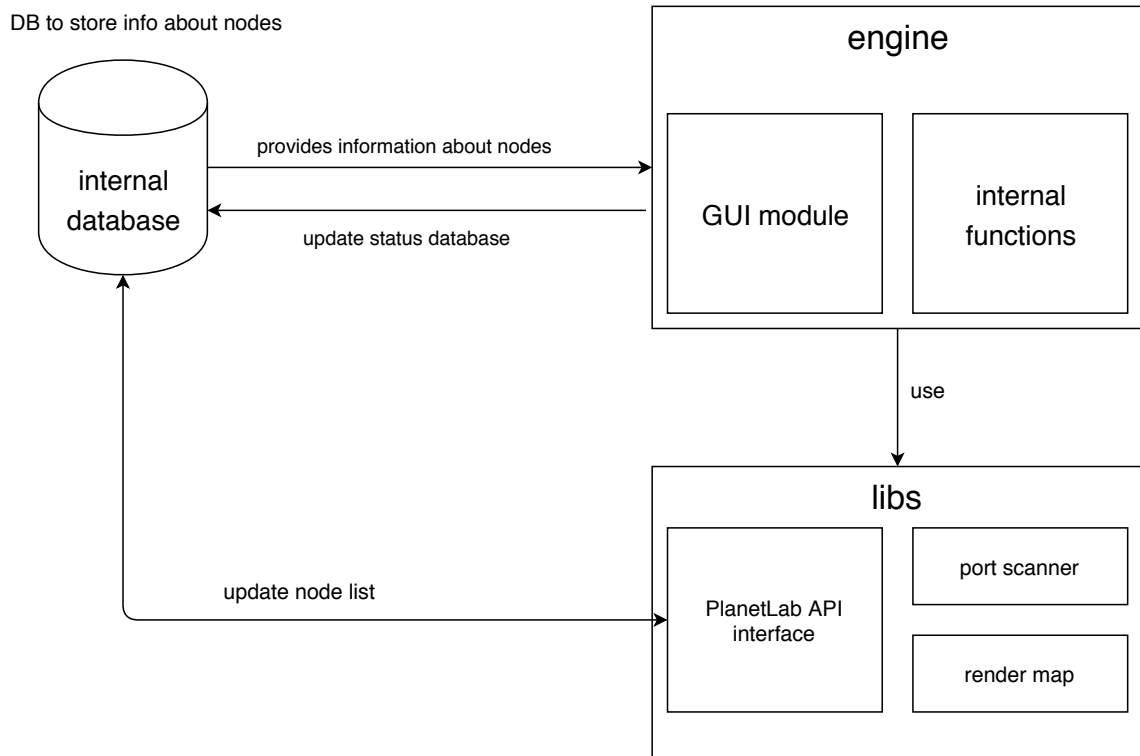 DB to store info about nodes
engine
internal
database
provides information about nodes
update status database
GUI module
internal
functions
use
libs
update node list
PlanetLab API
interface
port scanner
render map